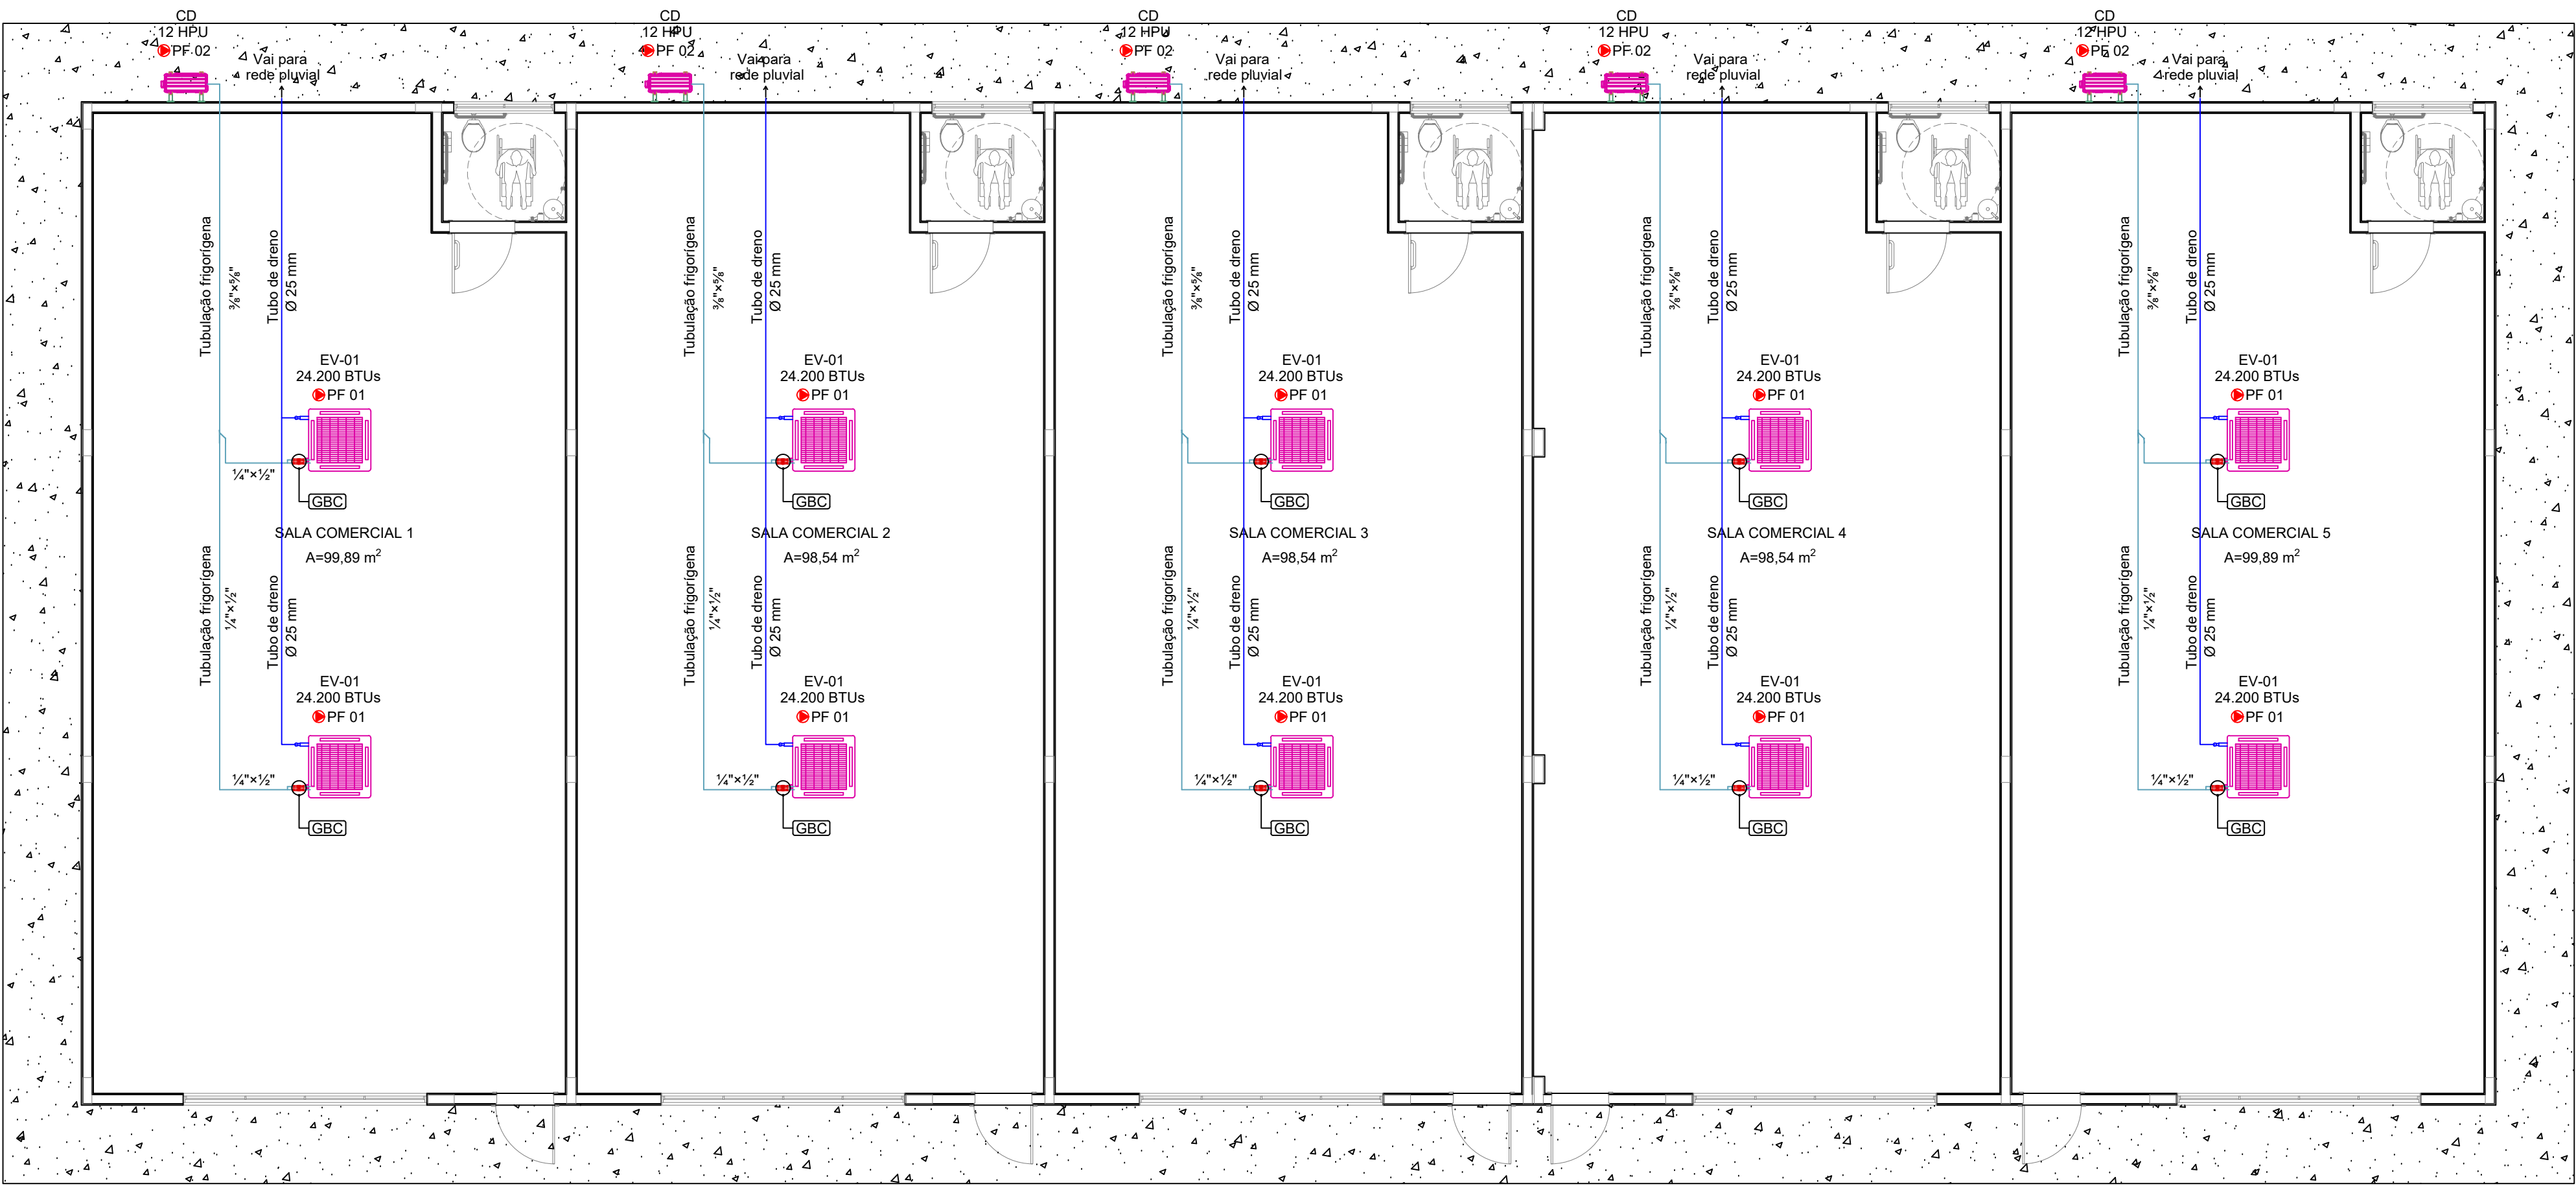 CD
12 HPU
PF 02
Vai para
rede pluvial
CD
12 HPU
PF 02
Vai para
rede pluvial
CD
12 HPU
PF 02
Vai para
rede pluvial
CD
12 HPU
PF 02
Vai para
rede pluvial
CD
12 HPU
PF 02
Vai para
rede pluvial
Tubulação frigorígena
⅜"×⅝"
Tubo de dreno
Ø 25 mm
EV-01
24.200 BTUs
PF 01
¼"×½"
GBC
SALA COMERCIAL 1
A=99,89 m²
Tubulação frigorígena
¼"×½"
Tubo de dreno
Ø 25 mm
EV-01
24.200 BTUs
PF 01
¼"×½"
GBC
Tubulação frigorígena
⅜"×⅝"
Tubo de dreno
Ø 25 mm
EV-01
24.200 BTUs
PF 01
GBC
SALA COMERCIAL 2
A=98,54 m²
Tubulação frigorígena
¼"×½"
Tubo de dreno
Ø 25 mm
EV-01
24.200 BTUs
PF 01
¼"×½"
GBC
Tubulação frigorígena
⅜"×⅝"
Tubo de dreno
Ø 25 mm
EV-01
24.200 BTUs
PF 01
GBC
SALA COMERCIAL 3
A=98,54 m²
Tubulação frigorígena
¼"×½"
Tubo de dreno
Ø 25 mm
EV-01
24.200 BTUs
PF 01
¼"×½"
GBC
Tubulação frigorígena
⅜"×⅝"
Tubo de dreno
Ø 25 mm
EV-01
24.200 BTUs
PF 01
GBC
SALA COMERCIAL 4
A=98,54 m²
Tubulação frigorígena
¼"×½"
Tubo de dreno
Ø 25 mm
EV-01
24.200 BTUs
PF 01
¼"×½"
GBC
Tubulação frigorígena
⅜"×⅝"
Tubo de dreno
Ø 25 mm
EV-01
24.200 BTUs
PF 01
GBC
SALA COMERCIAL 5
A=99,89 m²
Tubulação frigorígena
¼"×½"
Tubo de dreno
Ø 25 mm
EV-01
24.200 BTUs
PF 01
¼"×½"
GBC